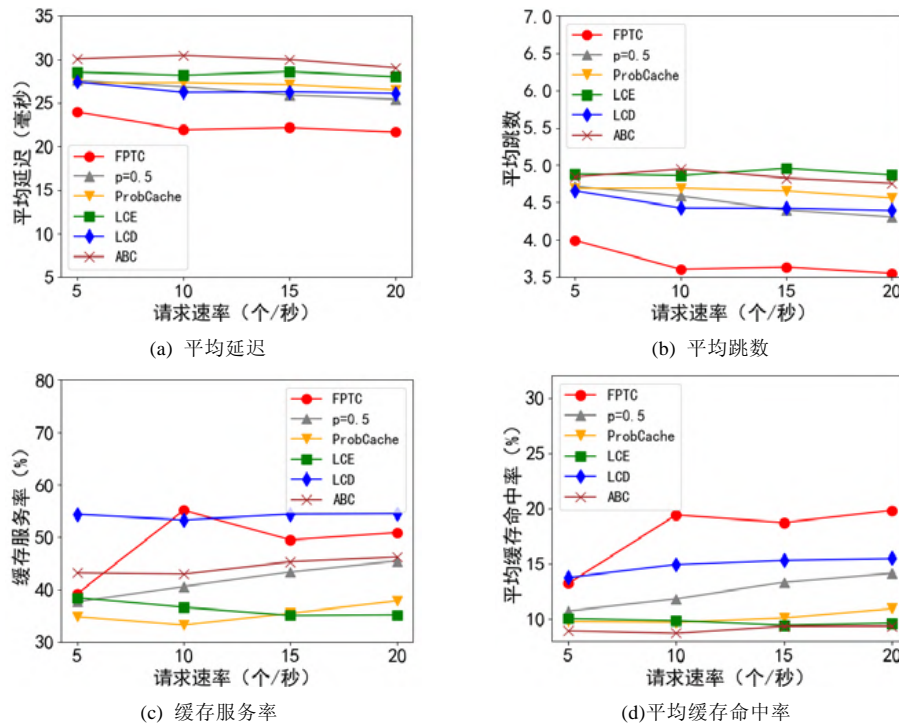 35
30
25
20
15
10
5
平均延迟（毫秒）
FPTC
p=0.5
ProbCache
LCE
LCD
ABC
5 10 15 20
请求速率（个/秒）
(a) 平均延迟
7.0
6.5
6.0
5.5
5.0
4.5
4.0
3.5
平均跳数
FPTC
p=0.5
ProbCache
LCE
LCD
ABC
5 10 15 20
请求速率（个/秒）
(b) 平均跳数
80
70
60
50
40
30
缓存服务率（%）
FPTC
p=0.5
ProbCache
LCE
LCD
ABC
5 10 15 20
请求速率（个/秒）
(c) 缓存服务率
30
25
20
15
10
平均缓存命中率（%）
FPTC
p=0.5
ProbCache
LCE
LCD
ABC
5 10 15 20
请求速率（个/秒）
(d)平均缓存命中率